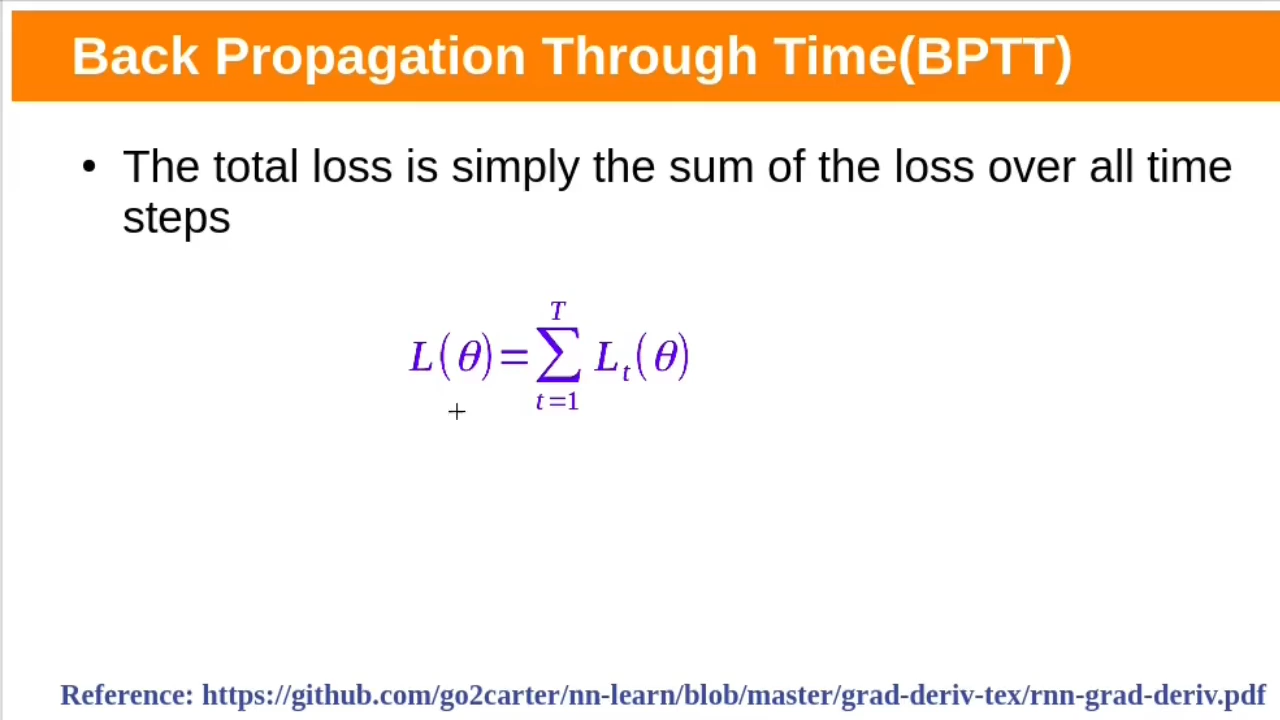 Back Propagation Through Time(BPTT)
• The total loss is simply the sum of the loss over all time
steps
L(θ)=∑_{t=1}^{T} L_t(θ)
Reference: https://github.com/go2carter/nn-learn/blob/master/grad-deriv-tex/rnn-grad-deriv.pdf